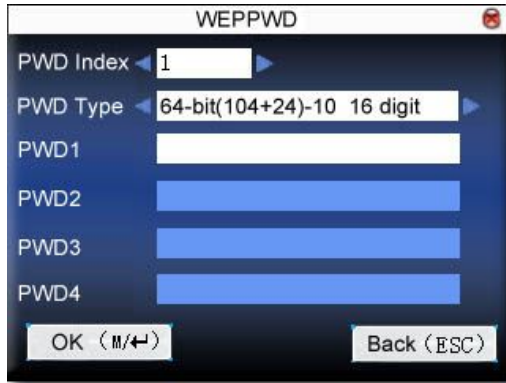 WEPPWD
PWD Index 1
PWD Type 64-bit(104+24)-10 16 digit
PWD1
PWD2
PWD3
PWD4
OK (M/↵) Back (ESC)